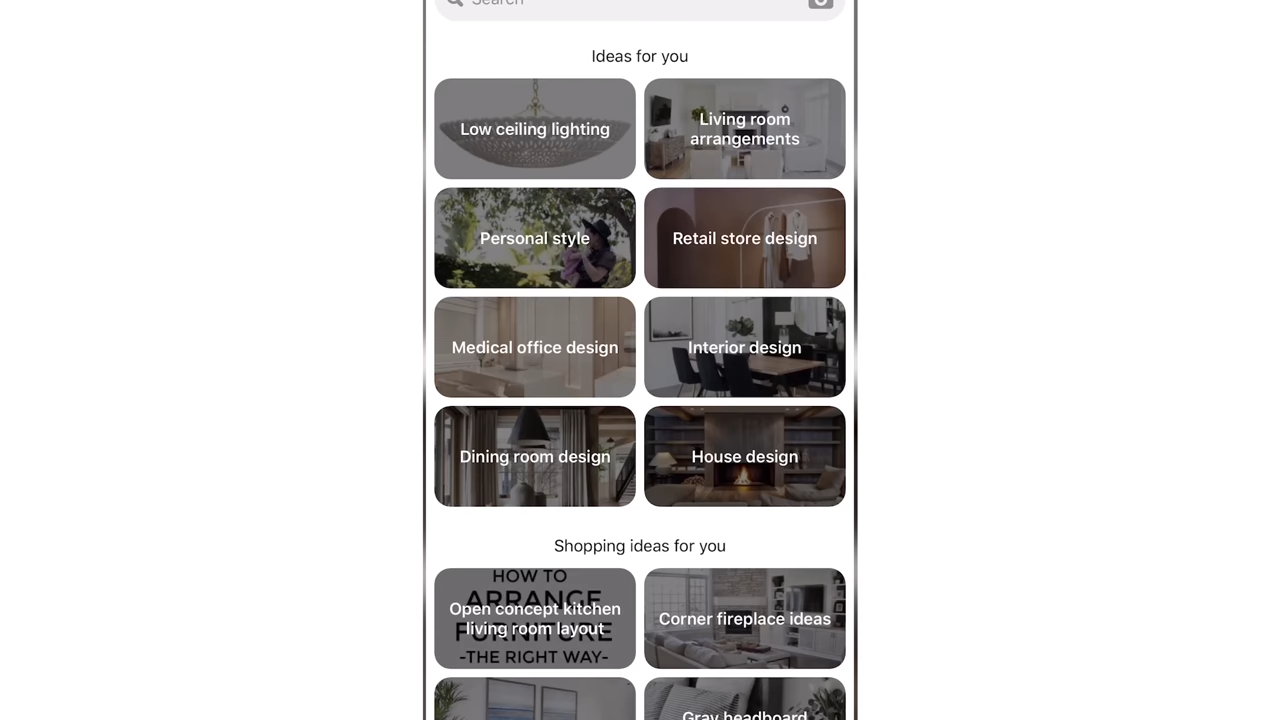 Search
Ideas for you
Low ceiling lighting
Living room
arrangements
Personal style
Retail store design
Medical office design
Interior design
Dining room design
House design
Shopping ideas for you
HOW TO
ARRANGE
FURNITURE
-THE RIGHT WAY-
Open concept kitchen
living room layout
Corner fireplace ideas
Gray headboard